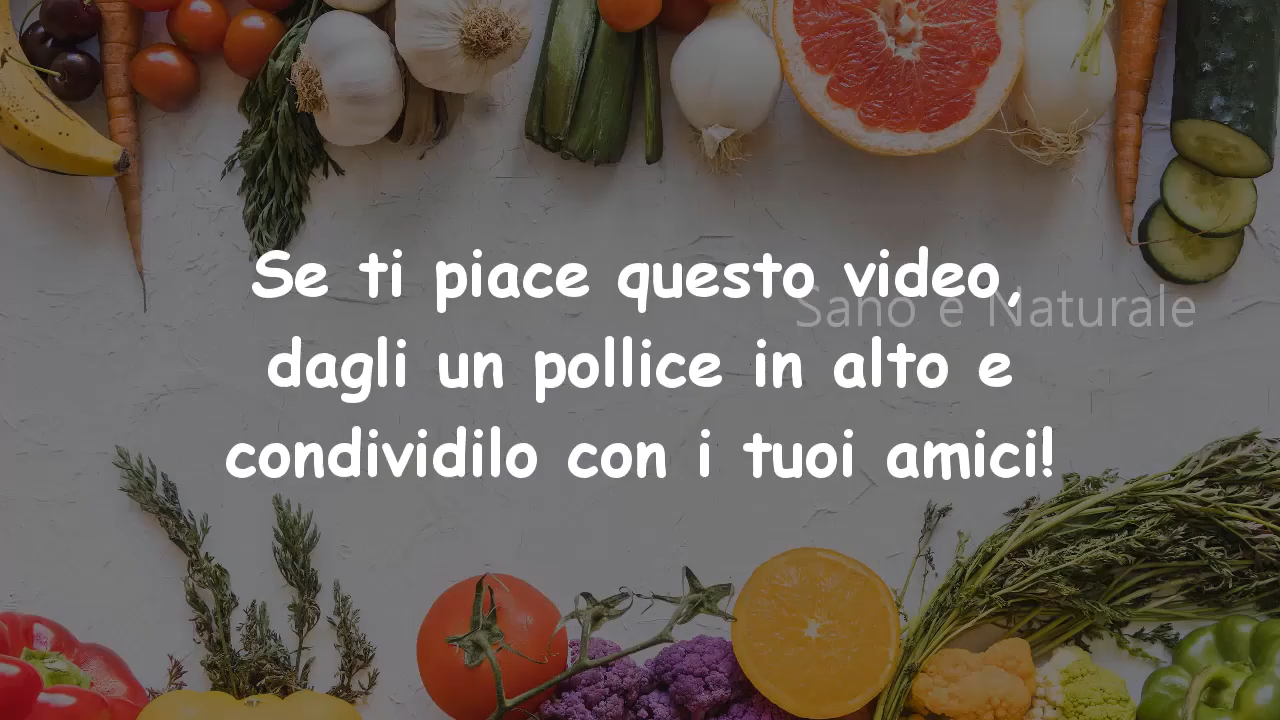 Se ti piace questo video,
Sano e Naturale
dagli un pollice in alto e
condividilo con i tuoi amici!